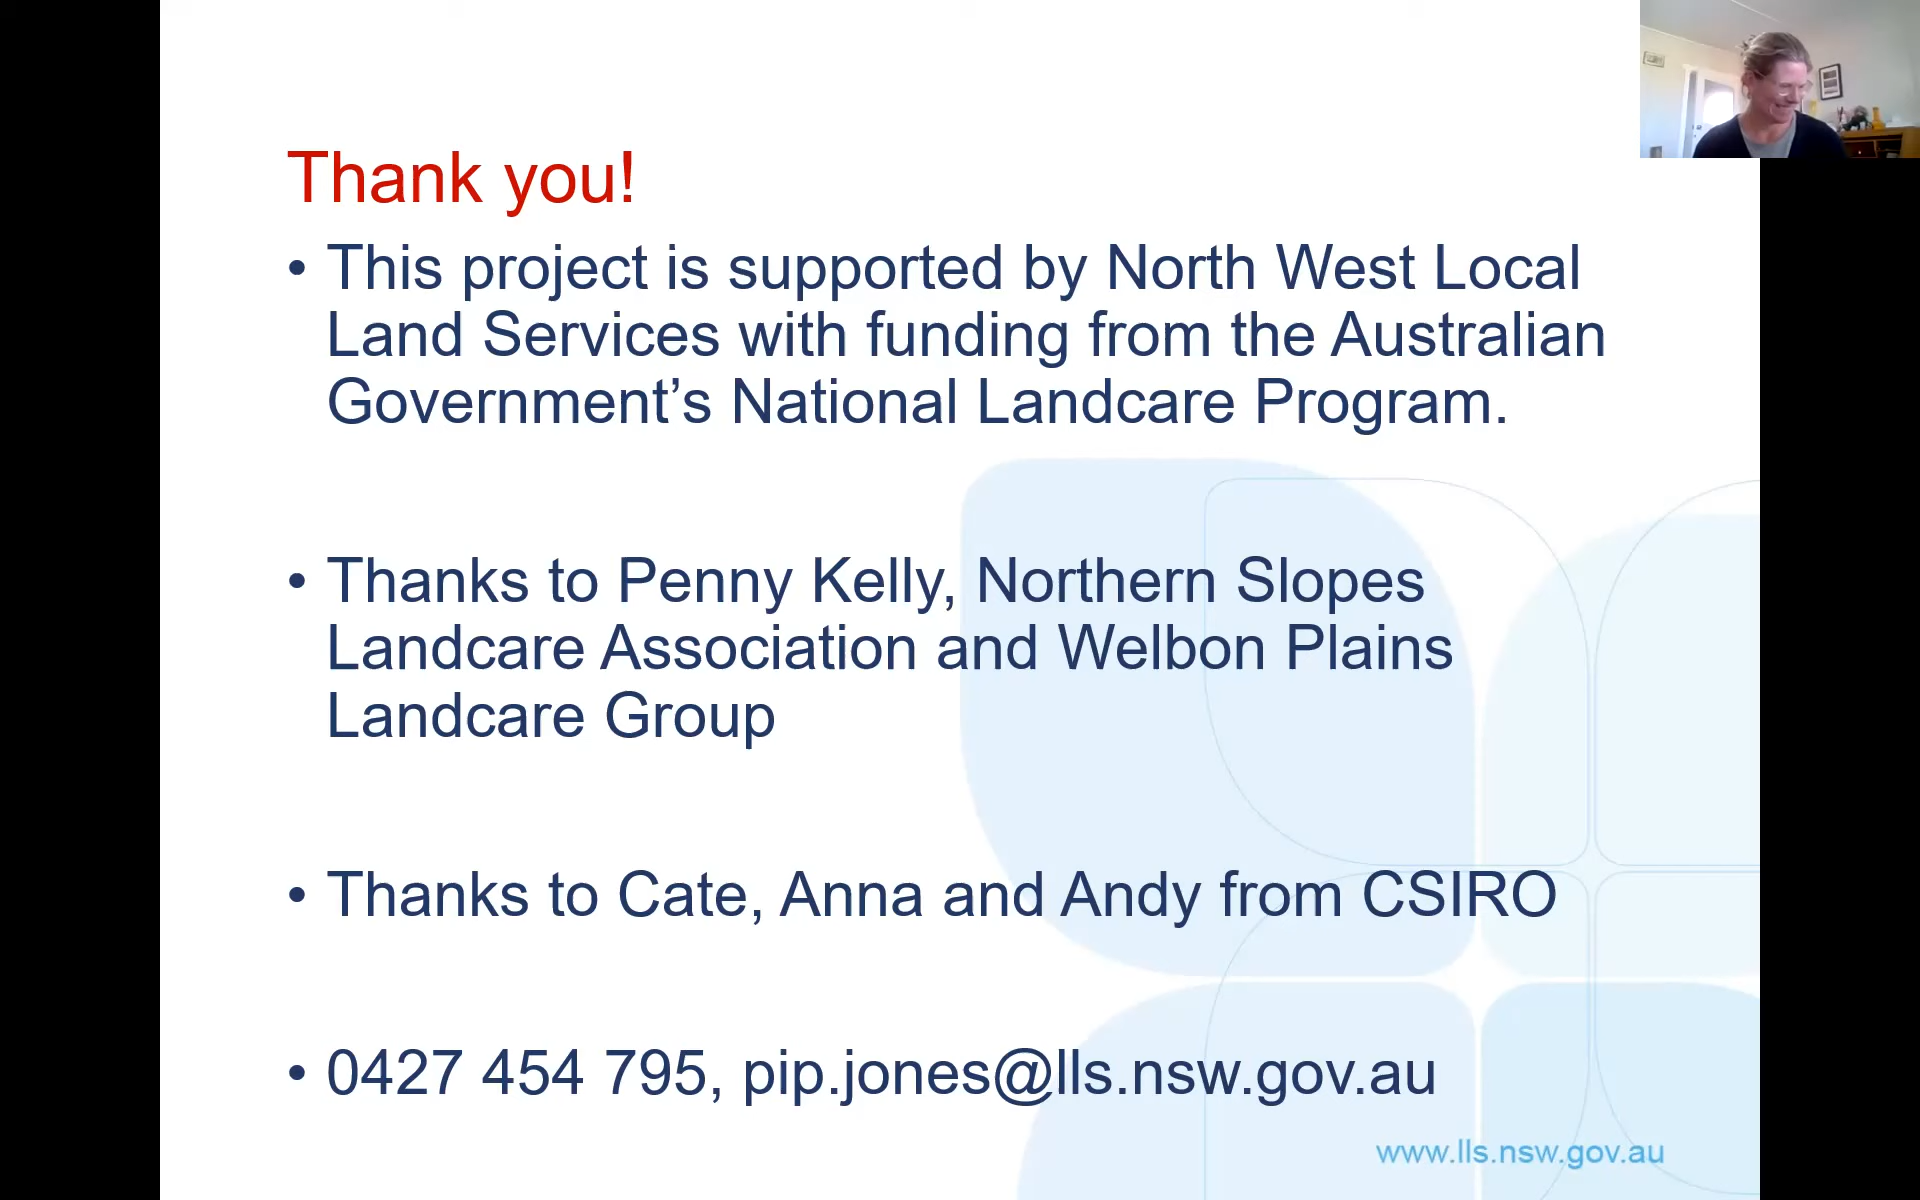 Thank you!
• This project is supported by North West Local
Land Services with funding from the Australian
Government’s National Landcare Program.
• Thanks to Penny Kelly, Northern Slopes
Landcare Association and Welbon Plains
Landcare Group
• Thanks to Cate, Anna and Andy from CSIRO
• 0427 454 795, pip.jones@lls.nsw.gov.au
www.lls.nsw.gov.au